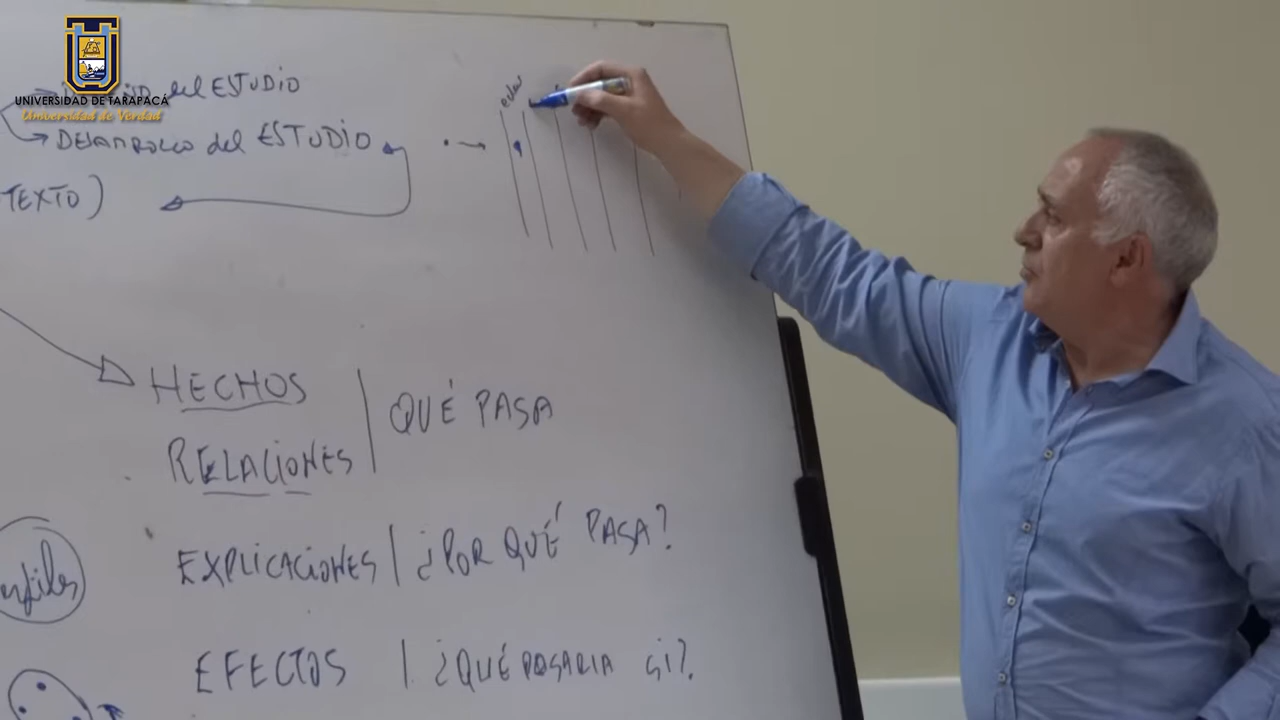 UNIVERSIDAD DE TARAPACÁ
Universidad de Verdad
del ESTUDIO
DESARROLLO del ESTUDIO
TEXTO)
edad
HECHOS
RELACIONES
QUÉ PASA
EXPLICACIONES | ¿POR QUÉ PASA?
EFECTOS | ¿QUÉ PASARIA SI?